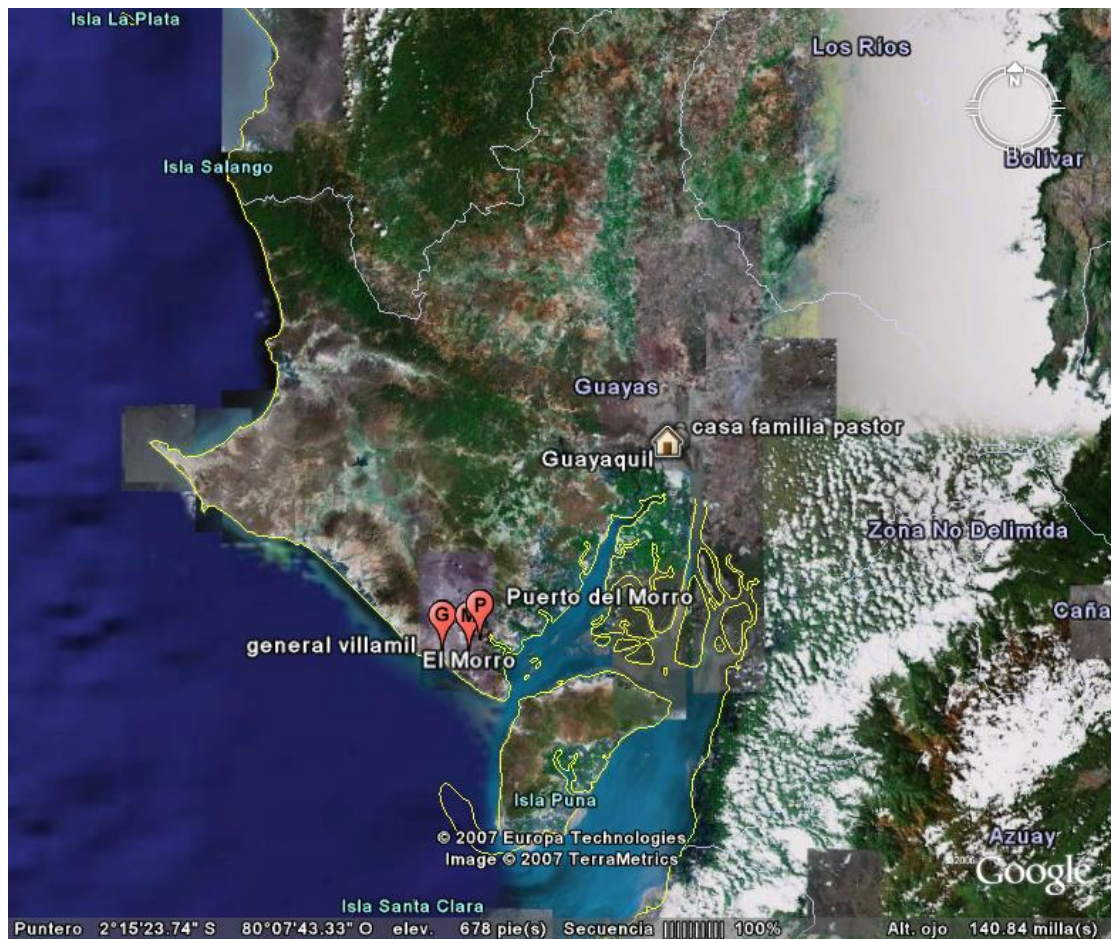 Isla La Plata
Los Ríos
N
Bolívar
Isla Salango
Guayas
casa familia pastor
Guayaquil
Zona No Delimtda
Puerto del Morro
G M P
Caña
general villamil
El Morro
Isla Puna
© 2007 Europa Technologies
Image © 2007 TerraMetrics
Azuay
©2006 Google
Isla Santa Clara
Puntero 2°15'23.74" S 80°07'43.33" O elev. 678 pie(s) Secuencia |||||||||| 100% Alt. ojo 140.84 milla(s)